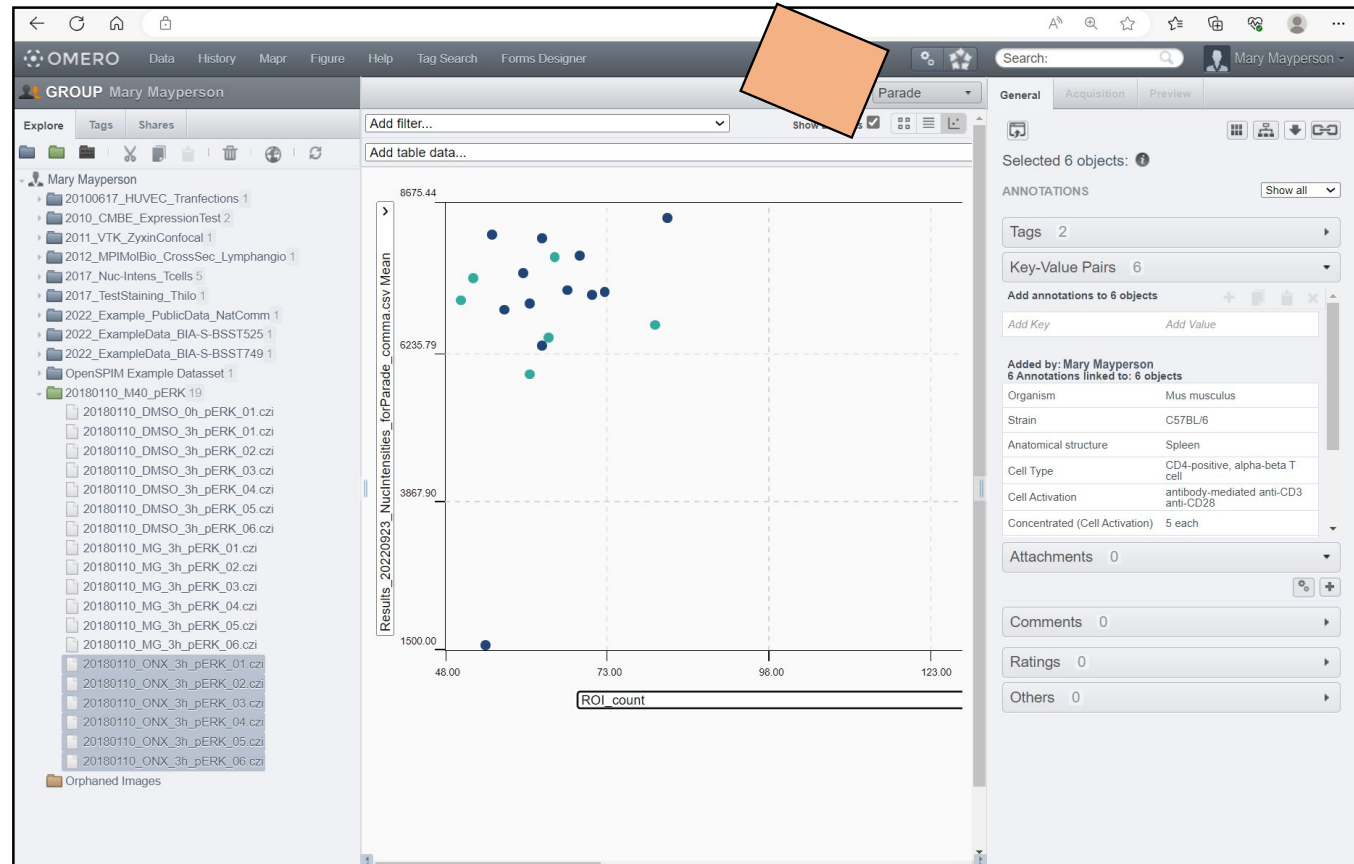 OMERO Data History Mapr Figure Help Tag Search Forms Designer Search: Mary Mayperson
GROUP Mary Mayperson
Explore Tags Shares
Mary Mayperson
20100617_HUVEC_Tranfections 1
2010_CMBE_ExpressionTest 2
2011_VTK_ZyxinConfocal 1
2012_MPIMolBio_CrossSec_Lymphangio 1
2017_Nuc-Intens_Tcells 5
2017_TestStaining_Thilo 1
2022_Example_PublicData_NatComm 1
2022_ExampleData_BIA-S-BSST525 1
2022_ExampleData_BIA-S-BSST749 1
OpenSPIM Example Datasset 1
20180110_M40_pERK 19
20180110_DMSO_0h_pERK_01.czi
20180110_DMSO_3h_pERK_01.czi
20180110_DMSO_3h_pERK_02.czi
20180110_DMSO_3h_pERK_03.czi
20180110_DMSO_3h_pERK_04.czi
20180110_DMSO_3h_pERK_05.czi
20180110_DMSO_3h_pERK_06.czi
20180110_MG_3h_pERK_01.czi
20180110_MG_3h_pERK_02.czi
20180110_MG_3h_pERK_03.czi
20180110_MG_3h_pERK_04.czi
20180110_MG_3h_pERK_05.czi
20180110_MG_3h_pERK_06.czi
20180110_ONX_3h_pERK_01.czi
20180110_ONX_3h_pERK_02.czi
20180110_ONX_3h_pERK_03.czi
20180110_ONX_3h_pERK_04.czi
20180110_ONX_3h_pERK_05.czi
20180110_ONX_3h_pERK_06.czi
Orphaned Images
Parade
Add filter...
Show
Add table data...
8675.44
6235.79
3867.90
1500.00
Results_20220923_NucIntensities_forParade_comma.csv Mean
48.00 73.00 98.00 123.00
ROI_count
General Acquisition Preview
Selected 6 objects:
ANNOTATIONS Show all
Tags 2
Key-Value Pairs 6
Add annotations to 6 objects
Add Key Add Value
Added by: Mary Mayperson
6 Annotations linked to: 6 objects
Organism Mus musculus
Strain C57BL/6
Anatomical structure Spleen
Cell Type CD4-positive, alpha-beta T
cell
Cell Activation antibody-mediated anti-CD3
anti-CD28
Concentrated (Cell Activation) 5 each
Attachments 0
Comments 0
Ratings 0
Others 0